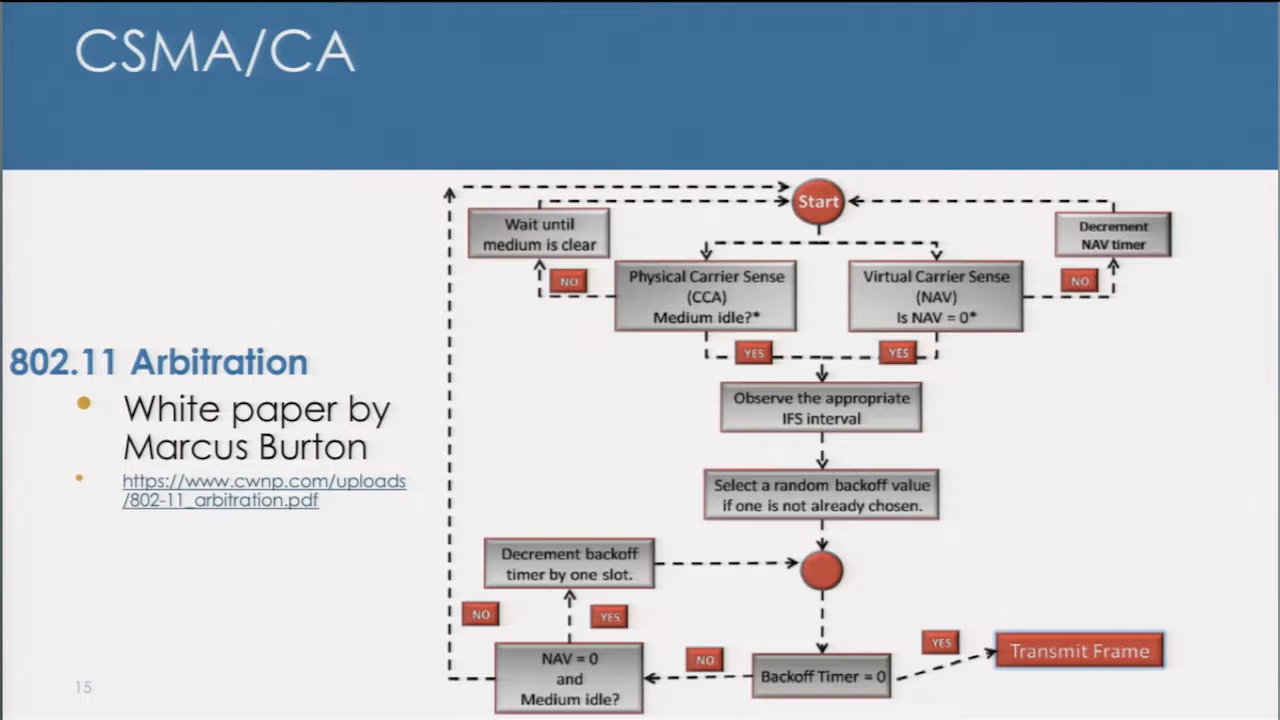 CSMA/CA
802.11 Arbitration
• White paper by
Marcus Burton
• https://www.cwnp.com/uploads
/802-11_arbitration.pdf
15
Start
Wait until
medium is clear
Decrement
NAV timer
NO
Physical Carrier Sense
(CCA)
Medium idle?*
Virtual Carrier Sense
(NAV)
Is NAV = 0*
NO
YES
YES
Observe the appropriate
IFS interval
Select a random backoff value
if one is not already chosen.
Decrement backoff
timer by one slot.
NO
YES
NAV = 0
and
Medium idle?
NO
Backoff Timer = 0
YES
Transmit Frame